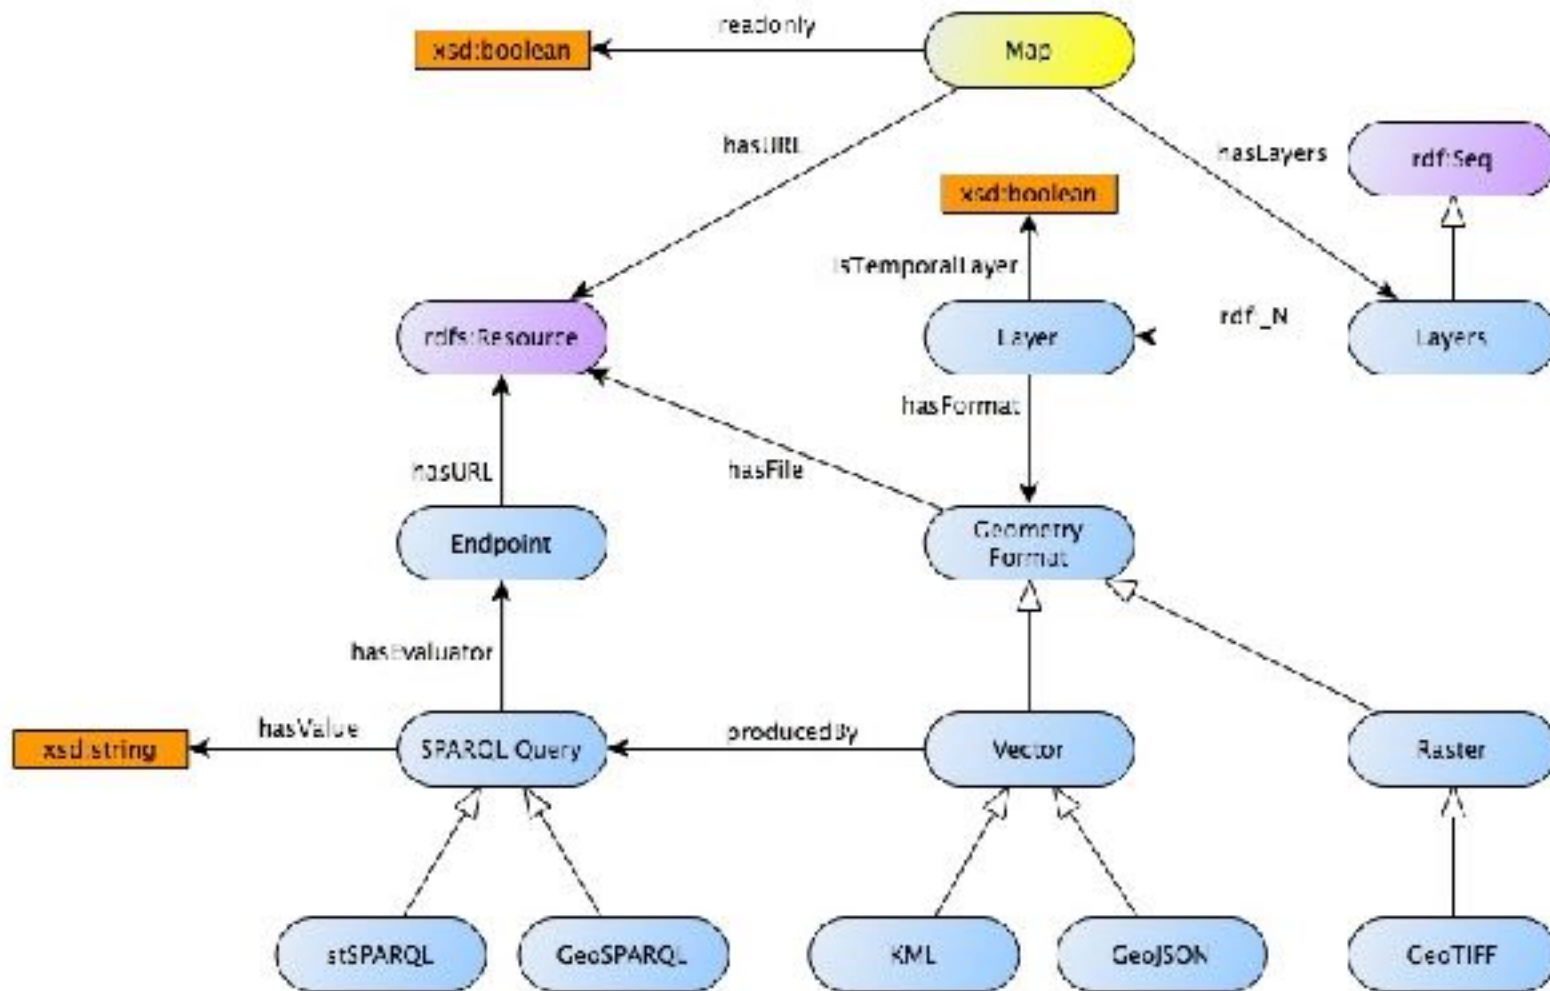 readonly
xsd:boolean
Map
hasURL
hasLayers
rdf:Seq
xsd:boolean
isTemporalLayer
rdfs:Resource
Layer
rdf:_N
Layers
hasFormat
hasURL
hasFile
Endpoint
Geometry
Format
hasEvaluator
hasValue
producedBy
xsd:string
SPARQL Query
Vector
Raster
stSPARQL
GeoSPARQL
KML
GeoJSON
GeoTIFF